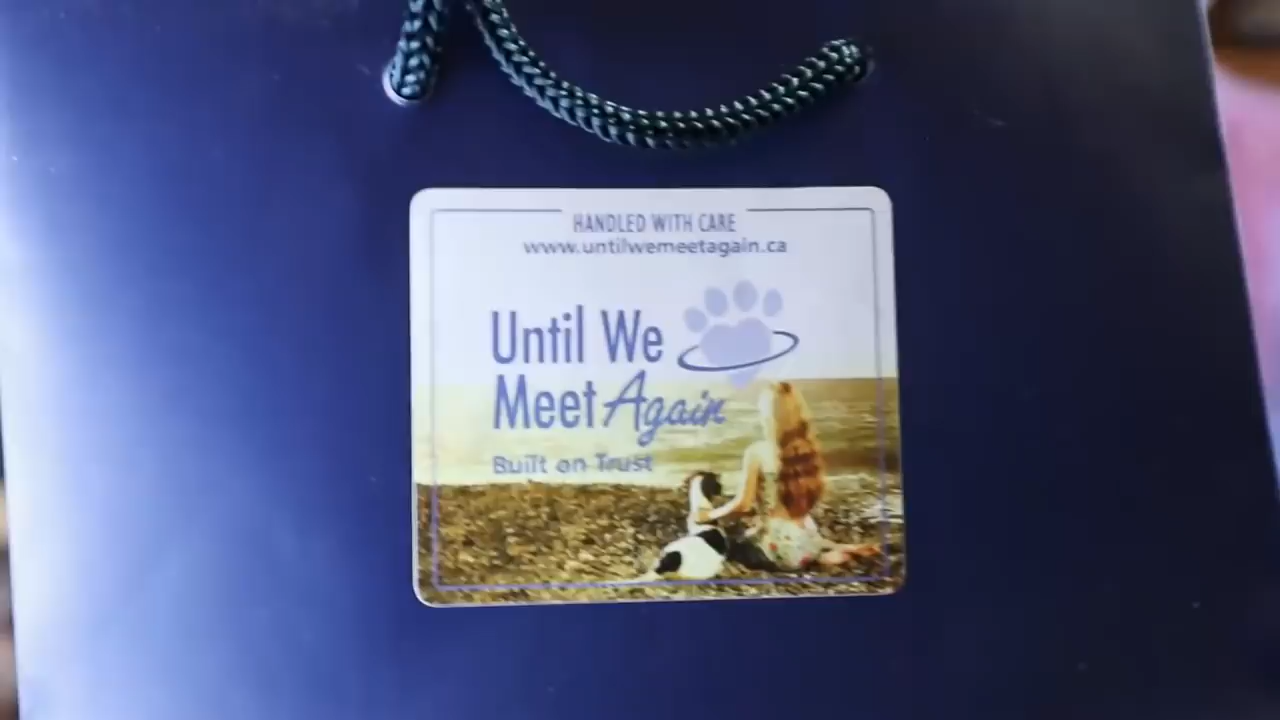 HANDLED WITH CARE
www.untilwemeetagain.ca
Until We
Meet Again
Built on Trust